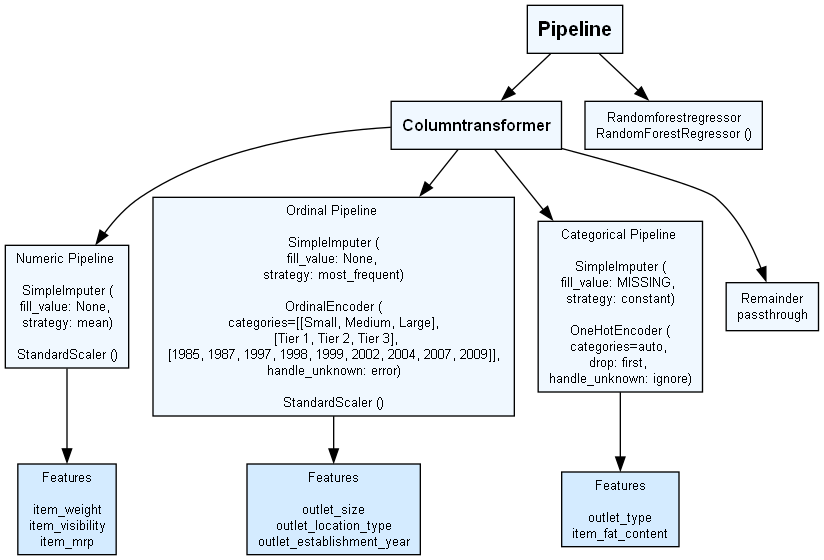 Pipeline
Columntransformer
Randomforestregressor
RandomForestRegressor ()
Numeric Pipeline
SimpleImputer (
fill_value: None,
strategy: mean)
StandardScaler ()
Ordinal Pipeline
SimpleImputer (
fill_value: None,
strategy: most_frequent)
OrdinalEncoder (
categories=[[Small, Medium, Large],
[Tier 1, Tier 2, Tier 3],
[1985, 1987, 1997, 1998, 1999, 2002, 2004, 2007, 2009]],
handle_unknown: error)
StandardScaler ()
Categorical Pipeline
SimpleImputer (
fill_value: MISSING,
strategy: constant)
OneHotEncoder (
categories=auto,
drop: first,
handle_unknown: ignore)
Remainder
passthrough
Features
item_weight
item_visibility
item_mrp
Features
outlet_size
outlet_location_type
outlet_establishment_year
Features
outlet_type
item_fat_content